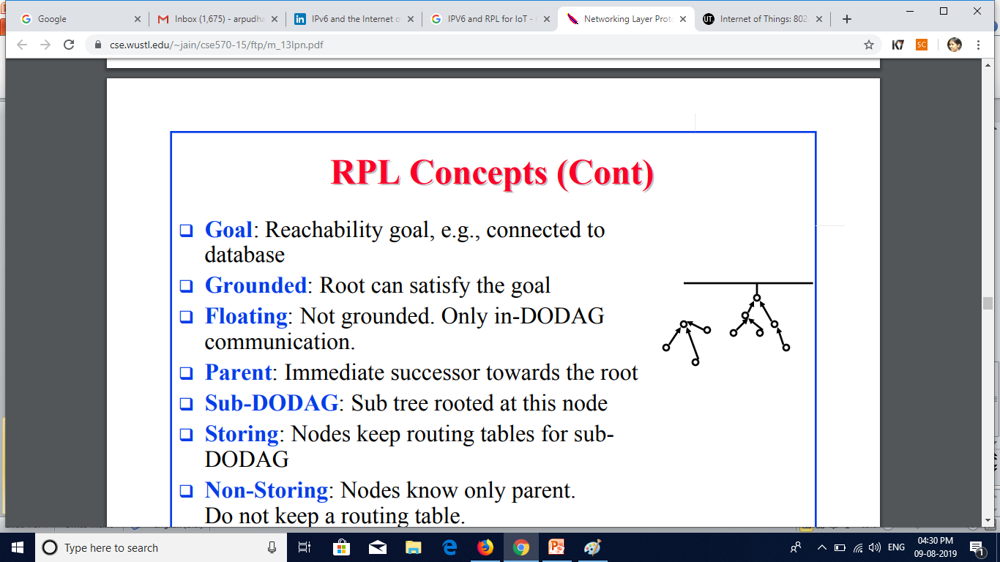 Google
Inbox (1,675) - arpudha
in IPv6 and the Internet o
IPV6 and RPL for IoT -
Networking Layer Proto
UT Internet of Things: 802.
cse.wustl.edu/~jain/cse570-15/ftp/m_13lpn.pdf
K7 SC
RPL Concepts (Cont)
Goal: Reachability goal, e.g., connected to
database
Grounded: Root can satisfy the goal
Floating: Not grounded. Only in-DODAG
communication.
Parent: Immediate successor towards the root
Sub-DODAG: Sub tree rooted at this node
Storing: Nodes keep routing tables for sub-
DODAG
Non-Storing: Nodes know only parent.
Do not keep a routing table.
Type here to search
ENG
04:30 PM
09-08-2019
1